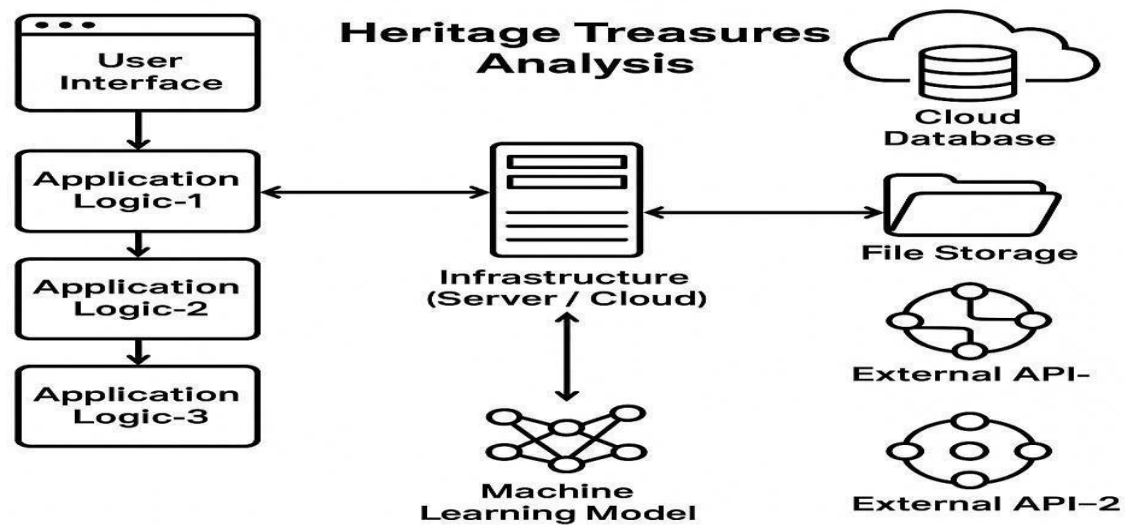 Heritage Treasures
Analysis
User
Interface
Application
Logic-1
Application
Logic-2
Application
Logic-3
Infrastructure
(Server / Cloud)
Machine
Learning Model
Cloud
Database
File Storage
External API-
External API-2